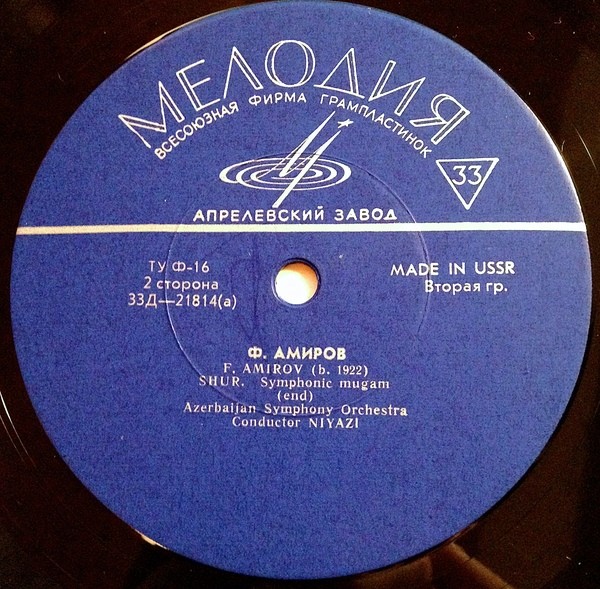 МЕЛОДИЯ
ВСЕСОЮЗНАЯ ФИРМА ГРАМПЛАСТИНОК
33
АПРЕЛЕВСКИЙ ЗАВОД
ТУ Ф-16
2 сторона
33Д—21814(а)
MADE IN USSR
Вторая гр.
Ф. АМИРОВ
F. AMIROV (b. 1922)
SHUR. Symphonic mugam
(end)
Azerbaijan Symphony Orchestra
Conductor NIYAZI